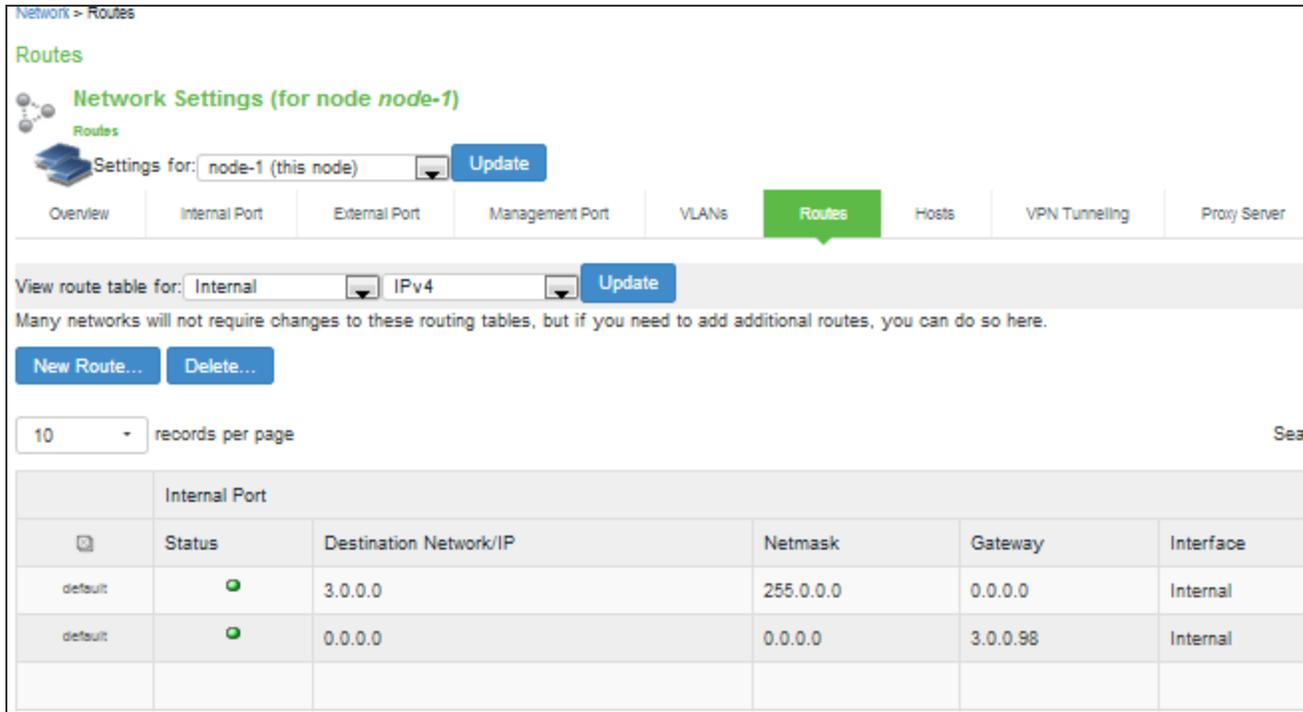 Network > Routes
Routes
Network Settings (for node node-1)
Routes
Settings for: node-1 (this node) Update
Overview Internal Port External Port Management Port VLANs Routes Hosts VPN Tunneling Proxy Server
View route table for: Internal IPv4 Update
Many networks will not require changes to these routing tables, but if you need to add additional routes, you can do so here.
New Route... Delete...
10 records per page
Internal Port
Status Destination Network/IP Netmask Gateway Interface
default 3.0.0.0 255.0.0.0 0.0.0.0 Internal
default 0.0.0.0 0.0.0.0 3.0.0.98 Internal